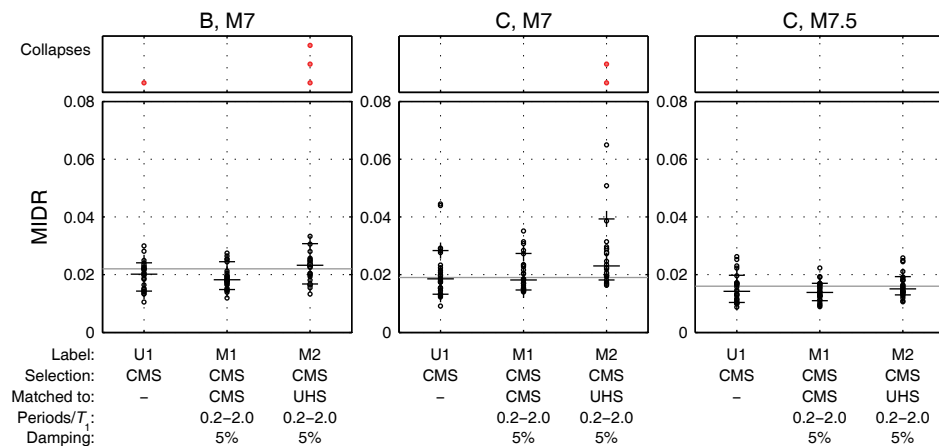 B, M7 C, M7 C, M7.5
Collapses
0.08 0.08 0.08
0.06 0.06 0.06
0.04 0.04 0.04
MIDR
0.02 0.02 0.02
0 0 0
Label: U1 M1 M2 U1 M1 M2 U1 M1 M2
Selection: CMS CMS CMS CMS CMS CMS CMS CMS CMS
Matched to: – CMS UHS – CMS UHS – CMS UHS
Periods/T1: 0.2–2.0 0.2–2.0 0.2–2.0 0.2–2.0 0.2–2.0 0.2–2.0
Damping: 5% 5% 5% 5% 5% 5%